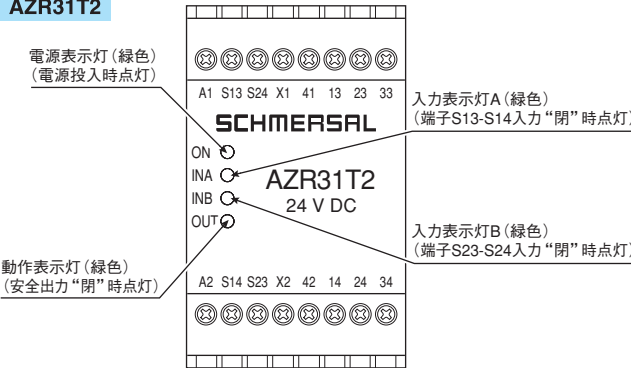 AZR31T2
電源表示灯（緑色）
（電源投入時点灯）
A1 S13 S24 X1 41 13 23 33
SCHMERSAL
入力表示灯A（緑色）
（端子S13-S14入力“閉”時点灯）
ON
INA
AZR31T2
INB
24 V DC
OUT
入力表示灯B（緑色）
（端子S23-S24入力“閉”時点灯）
動作表示灯（緑色）
（安全出力“閉”時点灯）
A2 S14 S23 X2 42 14 24 34